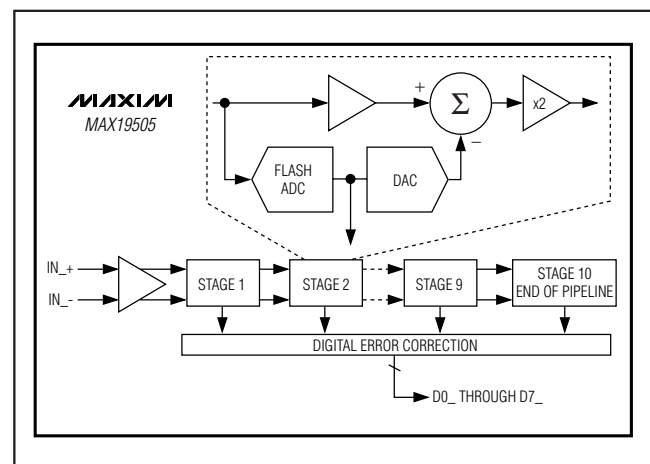 MAXIM
MAX19505
+
Σ
x2
−
FLASH
ADC
DAC
IN_+
IN_-
STAGE 1
STAGE 2
STAGE 9
STAGE 10
END OF PIPELINE
DIGITAL ERROR CORRECTION
D0_ THROUGH D7_